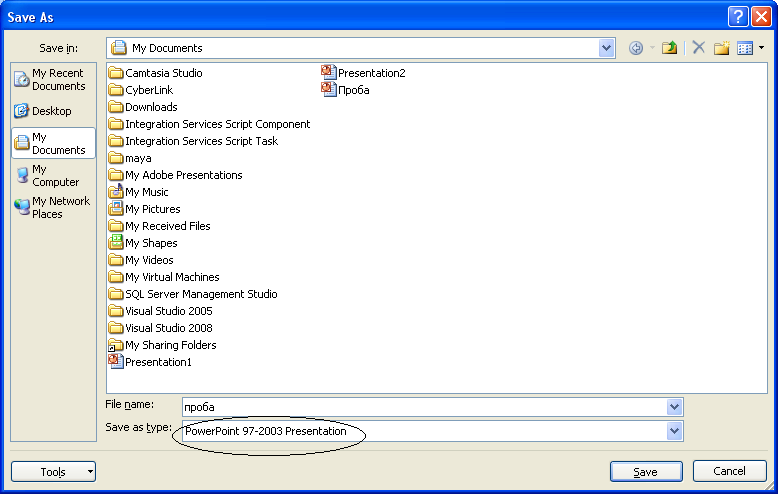 Save As
Save in:
My Documents
My Recent
Documents
Desktop
My
Documents
My
Computer
My Network
Places
Camtasia Studio
CyberLink
Downloads
Integration Services Script Component
Integration Services Script Task
maya
My Adobe Presentations
My Music
My Pictures
My Received Files
My Shapes
My Videos
My Virtual Machines
SQL Server Management Studio
Visual Studio 2005
Visual Studio 2008
My Sharing Folders
Presentation1
Presentation2
Проба
File name:
проба
Save as type:
PowerPoint 97-2003 Presentation
Tools
Save
Cancel